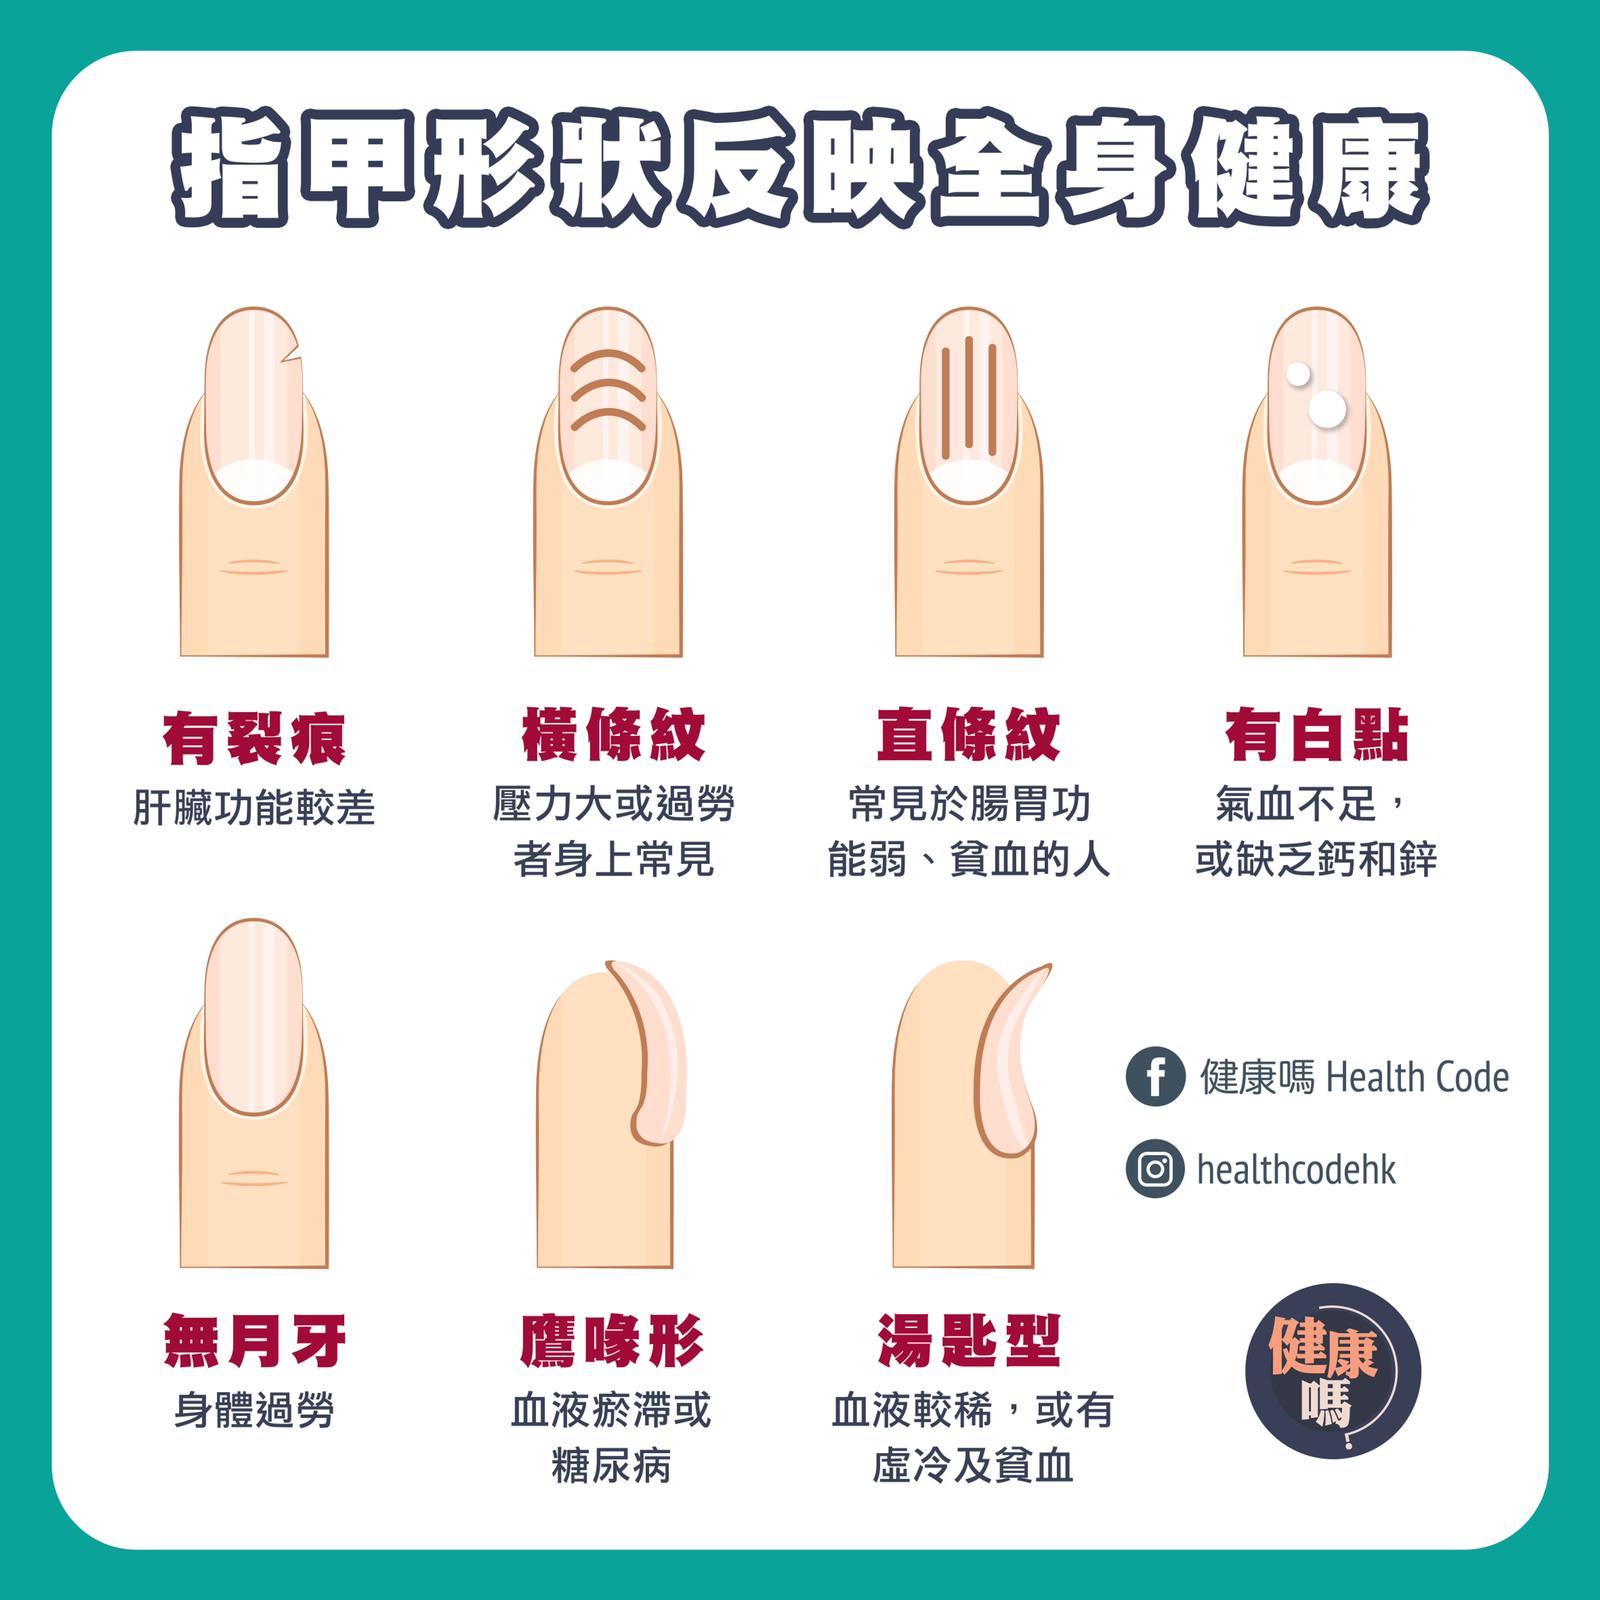 指甲形狀反映全身健康
有裂痕
肝臟功能較差
橫條紋
壓力大或過勞
者身上常見
直條紋
常見於腸胃功
能弱、貧血的人
有白點
氣血不足，
或缺乏鈣和鋅
無月牙
身體過勞
鷹喙形
血液瘀滯或
糖尿病
湯匙型
血液較稀，或有
虛冷及貧血
健康嗎 Health Code
healthcodehk
健康
嗎